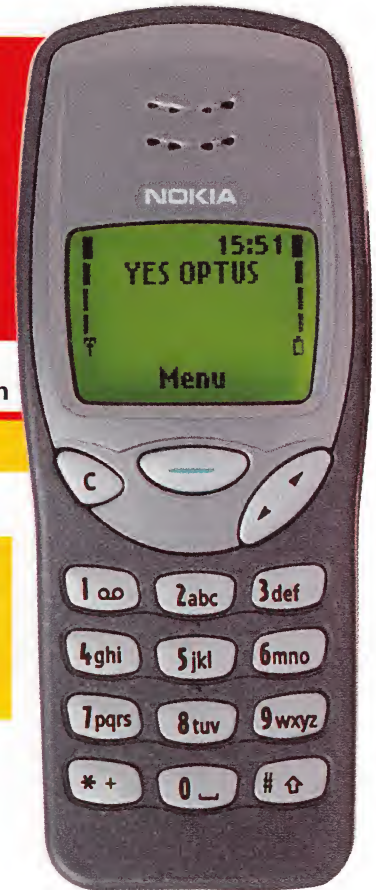 NOKIA
15:51
YES OPTUS
Menu
n
C
1 2abc 3def
4ghi 5jkl 6mno
7pqrs 8tuv 9wxyz
* + 0 #